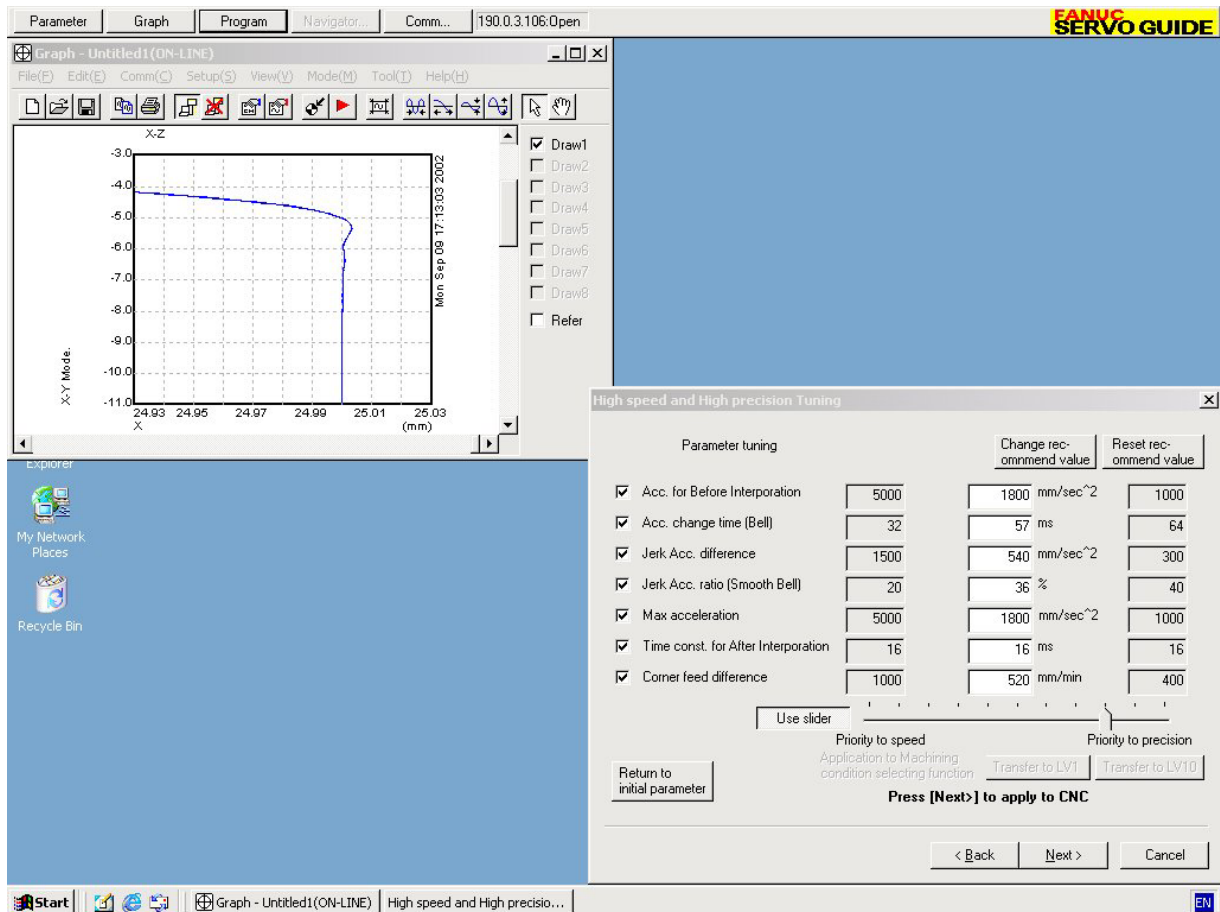 Parameter Graph Program Navigator... Comm... 190.0.3.106:Open
FANUC
SERVO GUIDE
Graph - Untitled1(ON-LINE)
File(F) Edit(E) Comm(C) Setup(S) View(V) Mode(M) Tool(T) Help(H)
X-Z
-3.0
-4.0
-5.0
-6.0
-7.0
-8.0
-9.0
-10.0
-11.0
24.93 24.95 24.97 24.99 25.01 25.03
X (mm)
X-Y Mode.
Mon Sep 09 17:13:03 2002
Draw1
Draw2
Draw3
Draw4
Draw5
Draw6
Draw7
Draw8
Refer
Explorer
My Network
Places
Recycle Bin
High speed and High precision Tuning
Parameter tuning
Change rec-
omnmend value
Reset rec-
ommend value
Acc. for Before Interporation 5000 1800 mm/sec^2 1000
Acc. change time (Bell) 32 57 ms 64
Jerk Acc. difference 1500 540 mm/sec^2 300
Jerk Acc. ratio (Smooth Bell) 20 36 % 40
Max acceleration 5000 1800 mm/sec^2 1000
Time const. for After Interporation 16 16 ms 16
Corner feed difference 1000 520 mm/min 400
Use slider
Priority to speed Priority to precision
Application to Machining
condition selecting function
Transfer to LV1 Transfer to LV10
Return to
initial parameter
Press [Next>] to apply to CNC
< Back Next > Cancel
Start Graph - Untitled1(ON-LINE) High speed and High precisio... EN